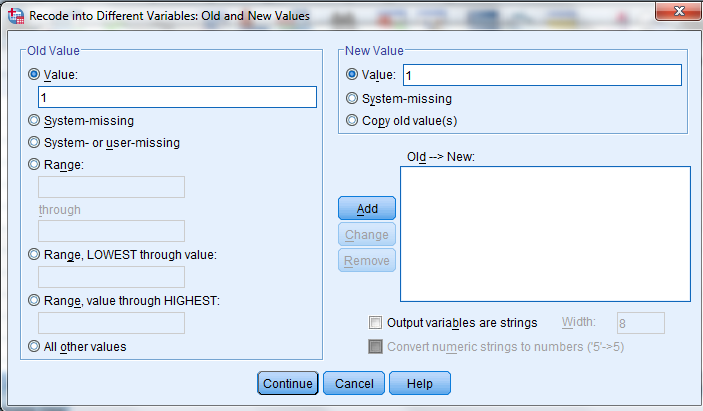 Recode into Different Variables: Old and New Values
Old Value
Value:
1
System-missing
System- or user-missing
Range:
through
Range, LOWEST through value:
Range, value through HIGHEST:
All other values
New Value
Value: 1
System-missing
Copy old value(s)
Old --> New:
Add
Change
Remove
Output variables are strings Width: 8
Convert numeric strings to numbers ('5'->5)
Continue Cancel Help